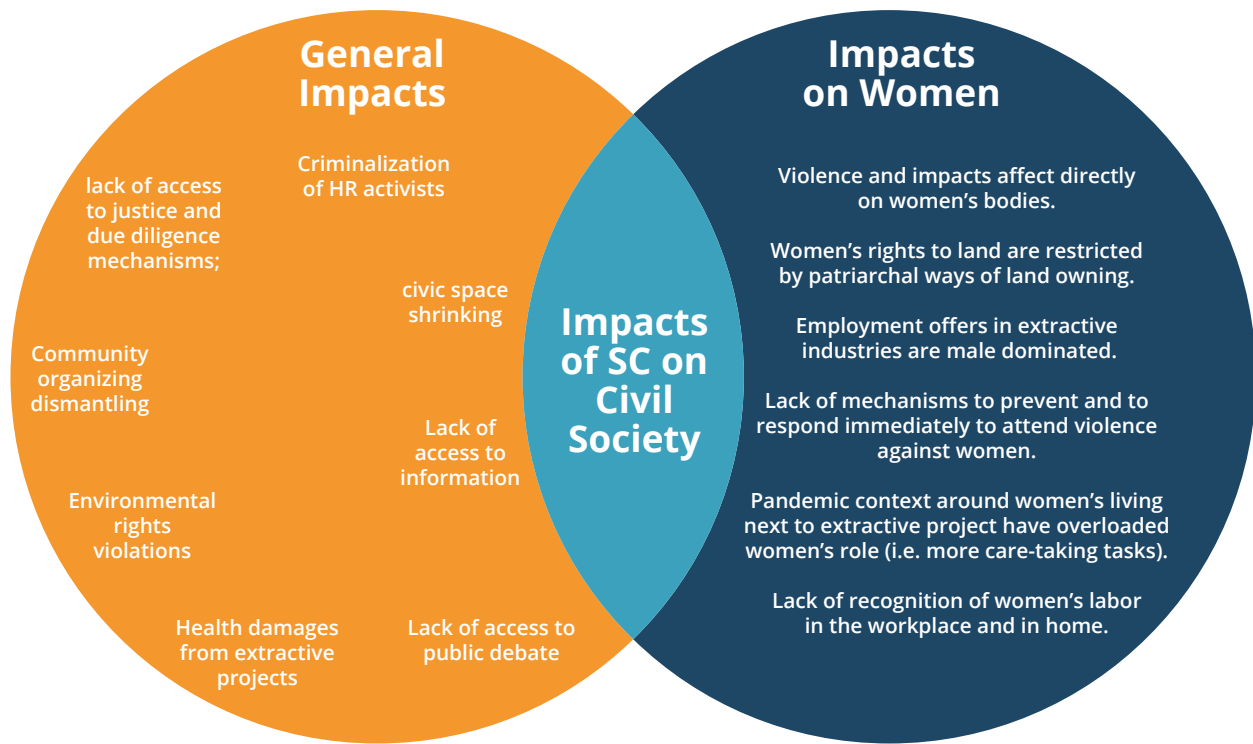 General
Impacts
Criminalization
of HR activists
lack of access
to justice and
due diligence
mechanisms;
civic space
shrinking
Community
organizing
dismantling
Lack of
access to
information
Environmental
rights
violations
Health damages
from extractive
projects
Lack of access to
public debate
Impacts
of SC on
Civil
Society
Impacts
on Women
Violence and impacts affect directly
on women’s bodies.
Women’s rights to land are restricted
by patriarchal ways of land owning.
Employment offers in extractive
industries are male dominated.
Lack of mechanisms to prevent and to
respond immediately to attend violence
against women.
Pandemic context around women’s living
next to extractive project have overloaded
women’s role (i.e. more care-taking tasks).
Lack of recognition of women’s labor
in the workplace and in home.